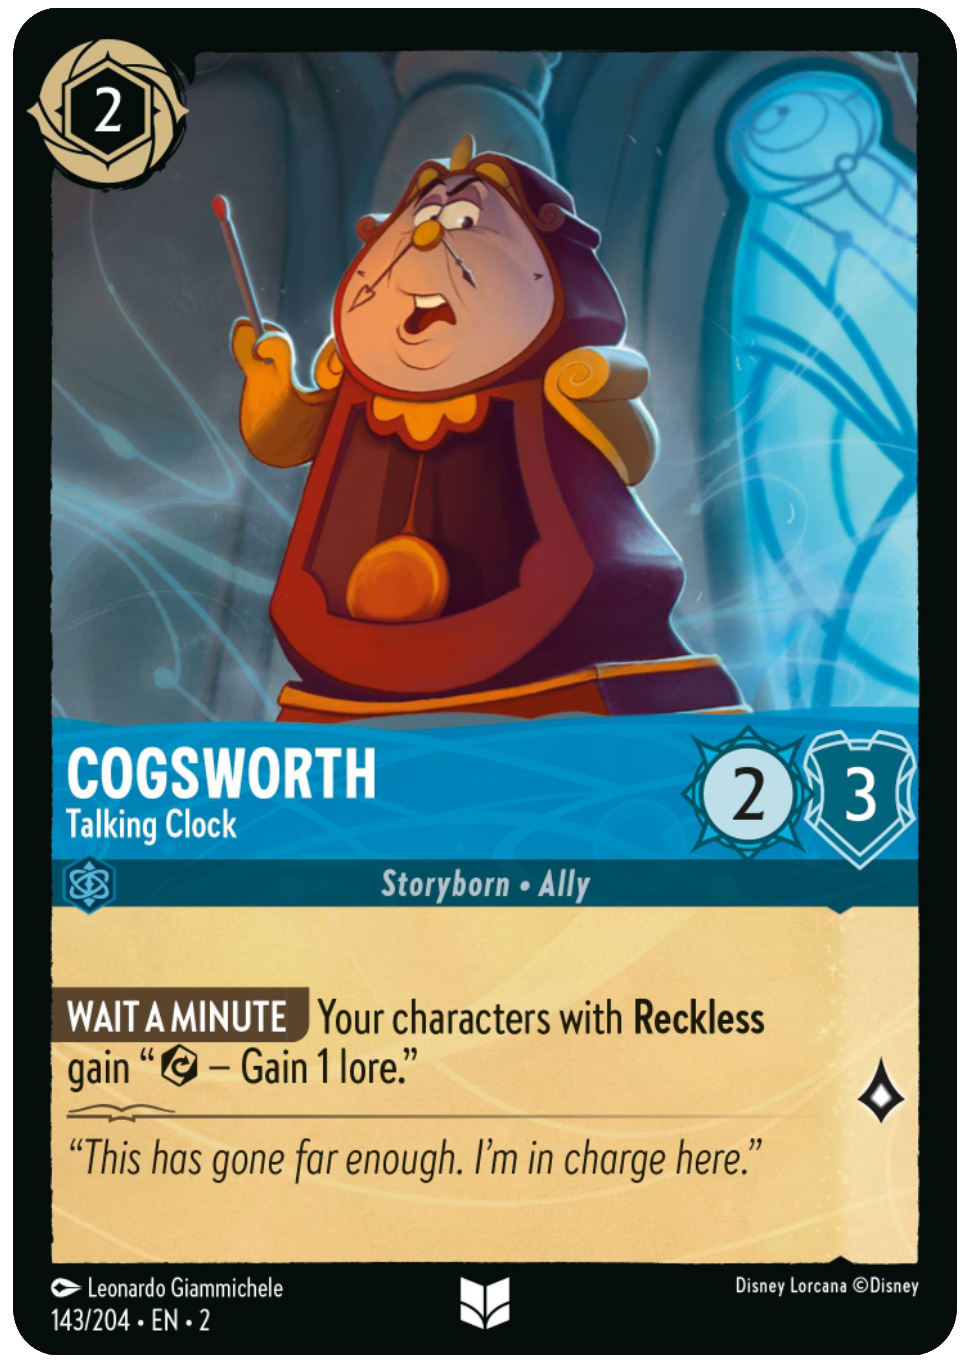 2
COGSWORTH
Talking Clock
2
3
Storyborn • Ally
WAIT A MINUTE Your characters with Reckless
gain “ – Gain 1 lore.”
“This has gone far enough. I’m in charge here.”
Leonardo Giammichele
143/204 • EN • 2
Disney Lorcana ©Disney